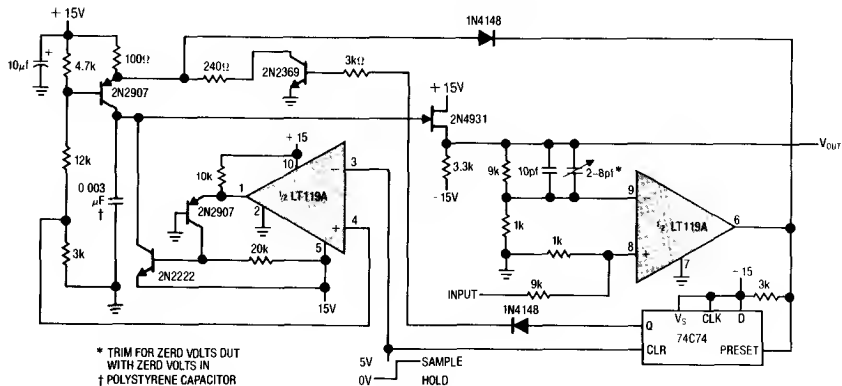 + 15V
1N4148
10µf
+
4.7k
100Ω
240Ω
2N2369
3kΩ
2N2907
+ 15V
2N4931
+ 15
V_OUT
12k
10k
10
3
3.3k
9k
10pf
2–8pf*
- 15V
0 003
µF
†
1
½ LT119A
−
9
2N2907
2
+
4
½ LT119A
6
1k
−
3k
20k
5
1k
8
+
7
2N2222
9k
INPUT
- 15
3k
15V
1N4148
V_S
CLK
D
Q
74C74
* TRIM FOR ZERD VOLTS DUT
WITH ZERD VOLTS IN
† POLYSTYRENE CAPACITOR
5V
SAMPLE
CLR
PRESET
0V
HOLD